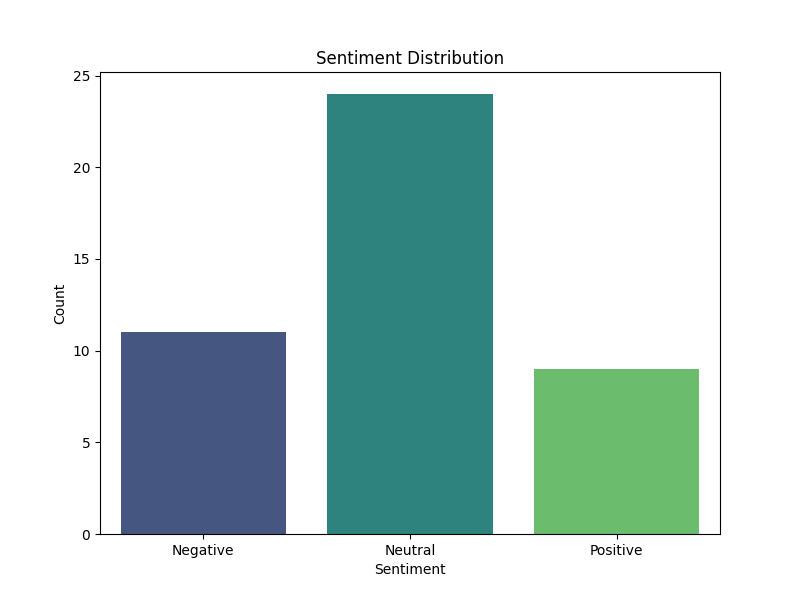 Sentiment Distribution
25
20
15
10
5
0
Count
Negative
Neutral
Positive
Sentiment